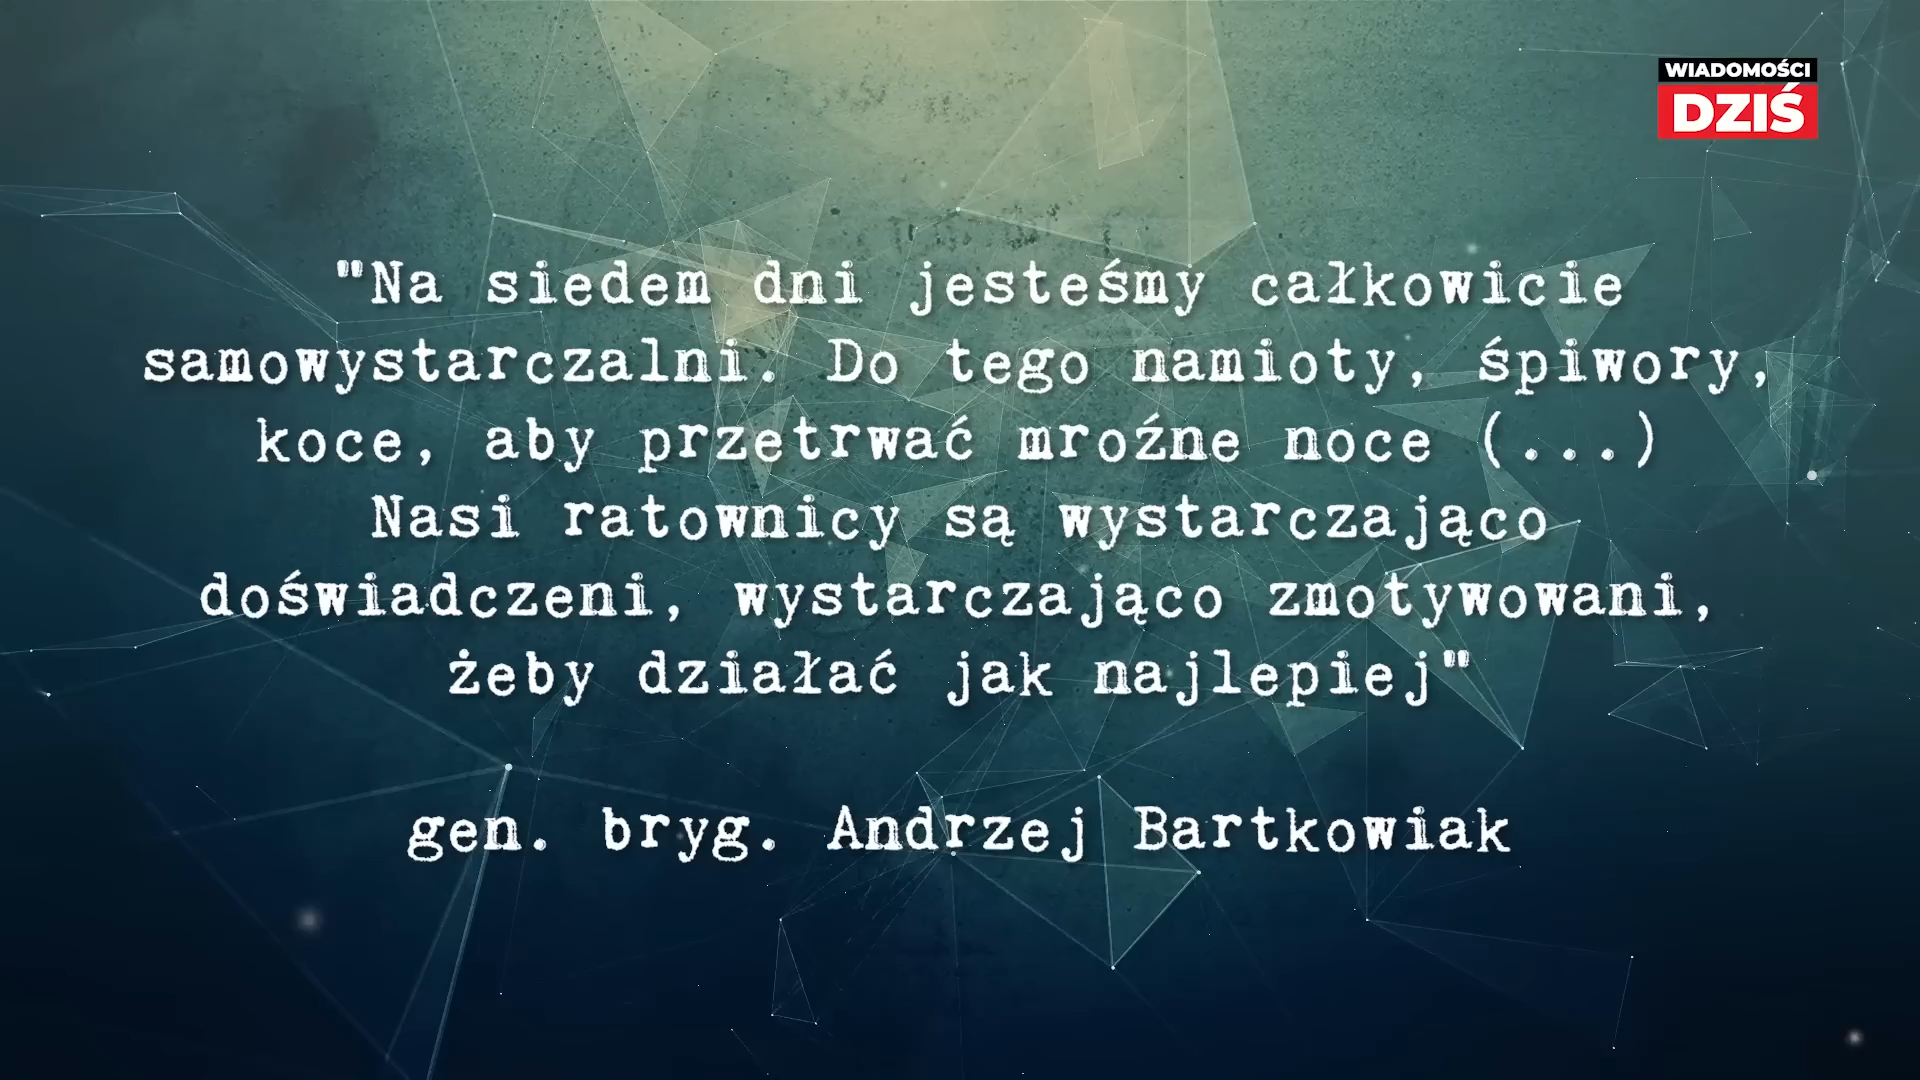 WIADOMOŚCI
DZIŚ
"Na siedem dni jesteśmy całkowicie
samowystarczalni. Do tego namioty, śpiwory,
koce, aby przetrwać mroźne noce (...)
Nasi ratownicy są wystarczająco
doświadczeni, wystarczająco zmotywowani,
żeby działać jak najlepiej"
gen. bryg. Andrzej Bartkowiak